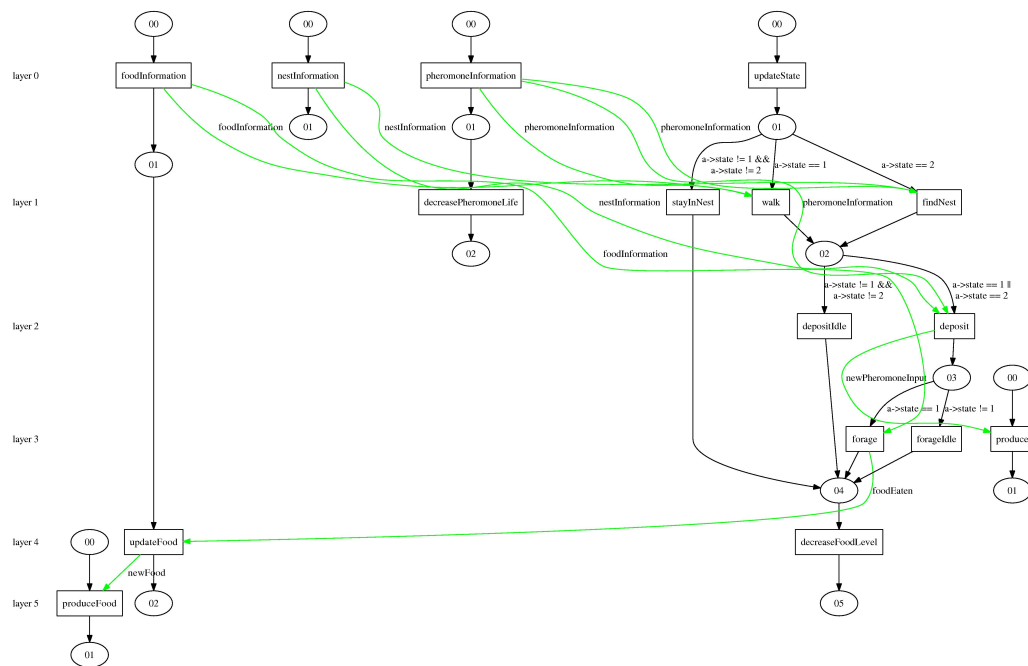 00
00
00
00
layer 0
foodInformation
nestInformation
pheromoneInformation
updateState
foodInformation
nestInformation
01
01
pheromoneInformation
pheromoneInformation
01
01
a->state != 1 &&
a->state != 2
a->state == 1
a->state == 2
layer 1
decreasePheromoneLife
nestInformation
stayInNest
walk
pheromoneInformation
findNest
02
foodInformation
02
a->state != 1 &&
a->state != 2
a->state == 1 ||
a->state == 2
layer 2
depositIdle
deposit
newPheromoneInput
03
00
a->state == 1
a->state != 1
layer 3
forage
forageIdle
produce
04
foodEaten
01
layer 4
00
updateFood
decreaseFoodLevel
newFood
layer 5
produceFood
02
05
01